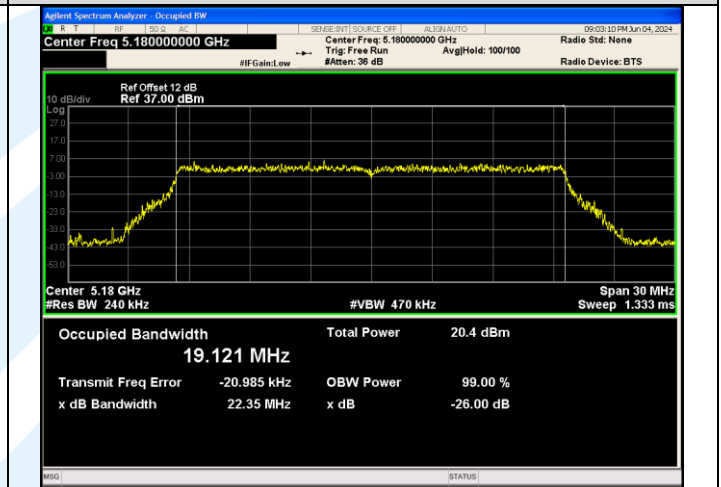 Agilent Spectrum Analyzer - Occupied BW
R T RF 50 Ω AC SENSE:INT SOURCE OFF ALIGNAUTO 09:03:10 PM Jun 04, 2024
Center Freq 5.180000000 GHz Center Freq: 5.180000000 GHz Radio Std: None
Trig: Free Run Avg|Hold: 100/100
#IFGain:Low #Atten: 36 dB Radio Device: BTS
Ref Offset 12 dB
10 dB/div Ref 37.00 dBm
Log
27.0
17.0
7.00
-3.00
-13.0
-23.0
-33.0
-43.0
-53.0
Center 5.18 GHz Span 30 MHz
#Res BW 240 kHz #VBW 470 kHz Sweep 1.333 ms
Occupied Bandwidth Total Power 20.4 dBm
19.121 MHz
Transmit Freq Error -20.985 kHz OBW Power 99.00 %
x dB Bandwidth 22.35 MHz x dB -26.00 dB
MSG STATUS